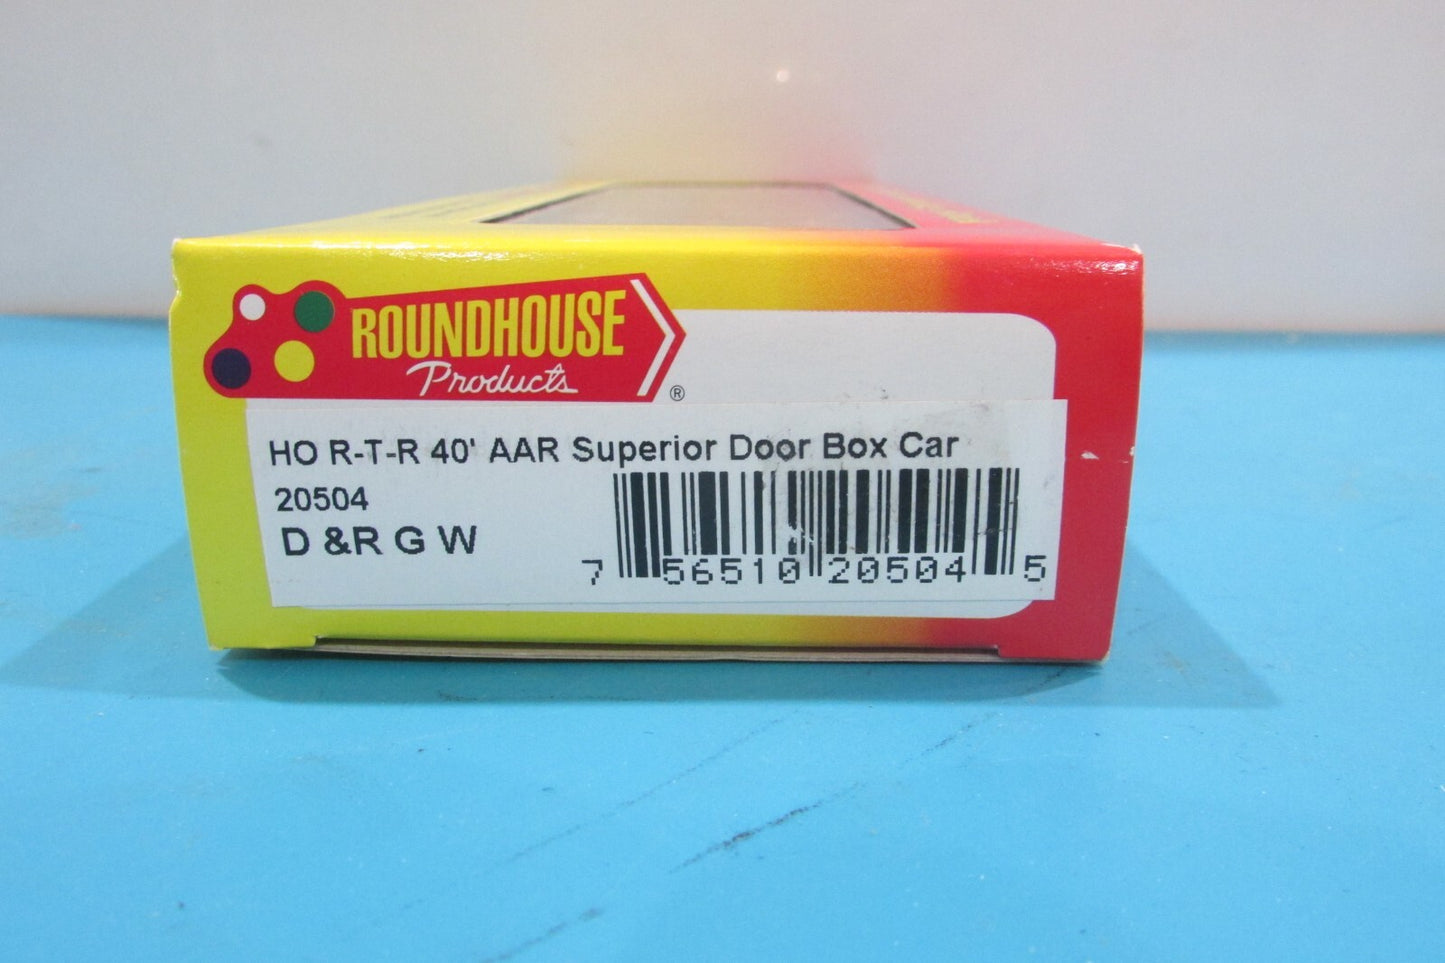 ROUNDHOUSE
Products
®
HO R-T-R 40' AAR Superior Door Box Car
20504
D &R G W
7 56510 20504 5